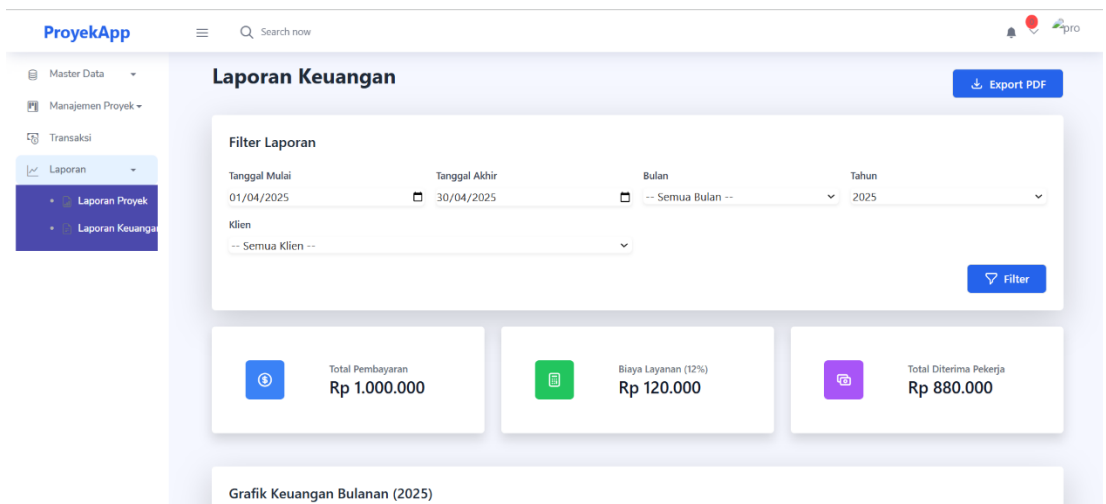 ProyekApp
Search now
pro
Master Data
Manajemen Proyek
Transaksi
Laporan
Laporan Proyek
Laporan Keuangan
Laporan Keuangan
Export PDF
Filter Laporan
Tanggal Mulai
Tanggal Akhir
Bulan
Tahun
01/04/2025
30/04/2025
-- Semua Bulan --
2025
Klien
-- Semua Klien --
Filter
Total Pembayaran
Rp 1.000.000
Biaya Layanan (12%)
Rp 120.000
Total Diterima Pekerja
Rp 880.000
Grafik Keuangan Bulanan (2025)